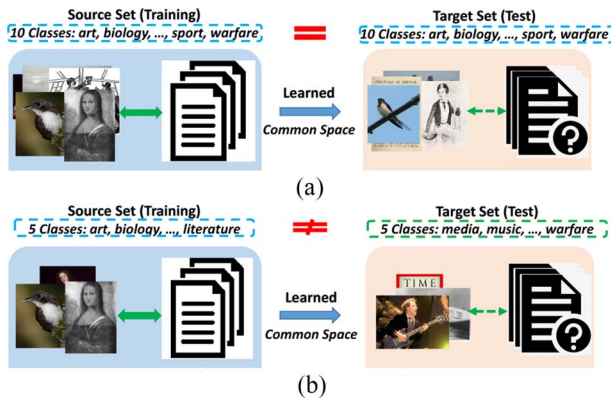 Source Set (Training)
10 Classes: art, biology, ..., sport, warfare
=
Target Set (Test)
10 Classes: art, biology, ..., sport, warfare
Learned
Common Space
?
(a)
Source Set (Training)
5 Classes: art, biology, ..., literature
≠
Target Set (Test)
5 Classes: media, music, ..., warfare
Learned
Common Space
TIME
?
(b)